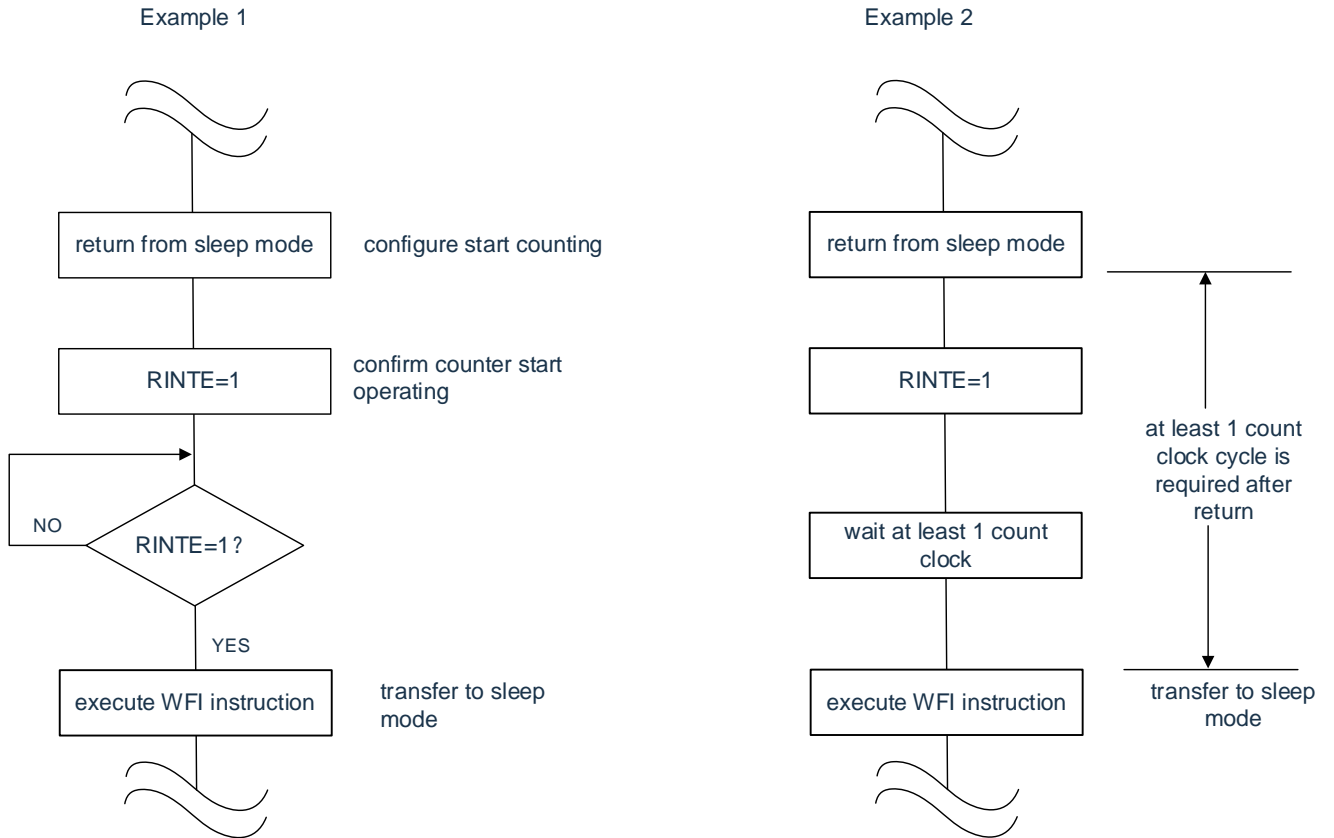 Example 1
return from sleep mode
configure start counting
RINTE=1
confirm counter start
operating
NO
RINTE=1?
YES
execute WFI instruction
transfer to sleep
mode
Example 2
return from sleep mode
RINTE=1
at least 1 count
clock cycle is
required after
return
wait at least 1 count
clock
execute WFI instruction
transfer to sleep
mode